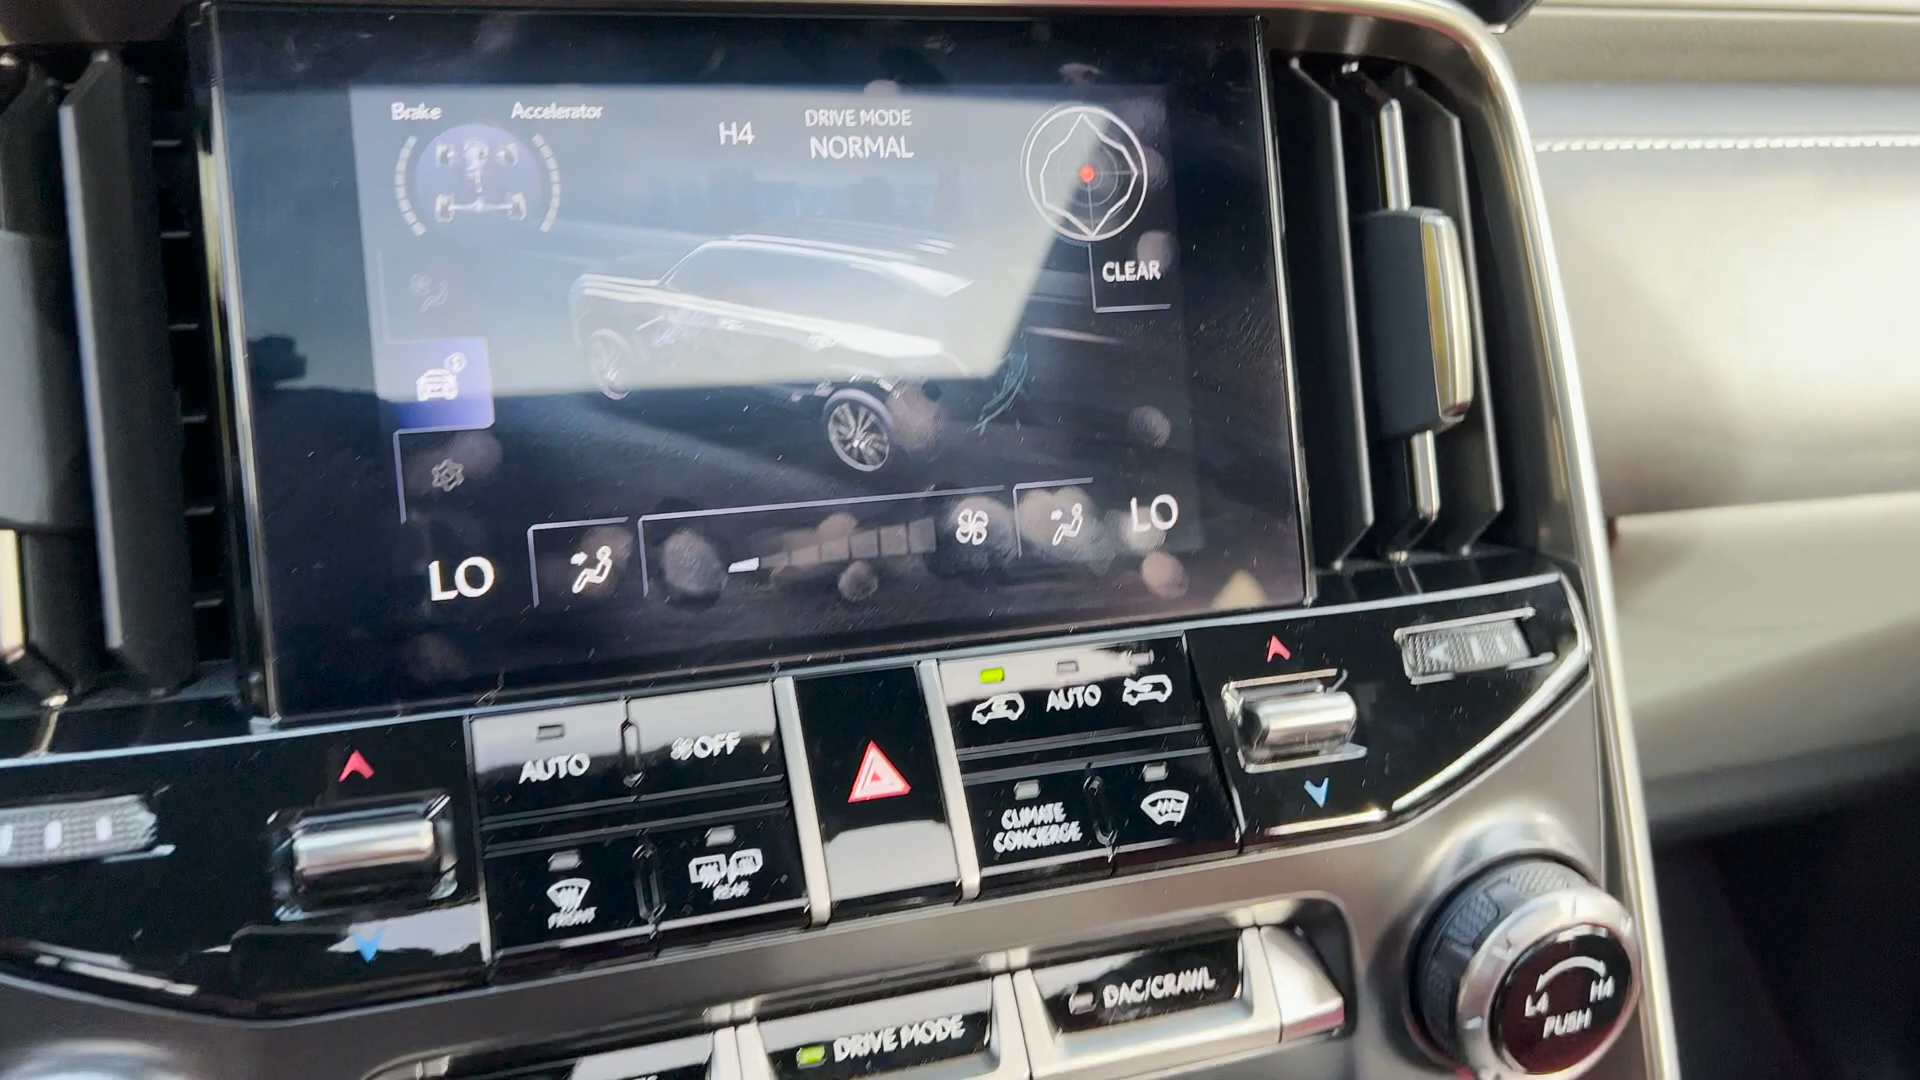 Brake
Accelerator
H4
DRIVE MODE
NORMAL
CLEAR
LO
LO
AUTO
OFF
AUTO
CLIMATE
CONCIERGE
FRONT
REAR
DAC/CRAWL
DRIVE MODE
L4
H4
PUSH